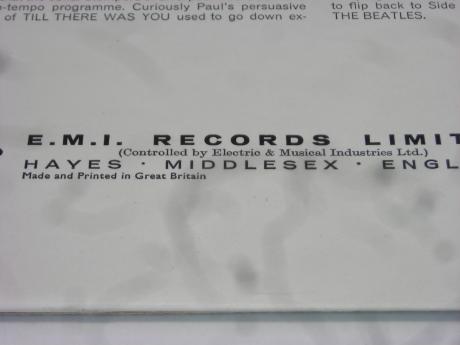 -tempo programme. Curiously Paul's persuasive
of TILL THERE WAS YOU used to go down ex-
to flip back to Side
THE BEATLES.
E.M.I. RECORDS LIMIT
(Controlled by Electric & Musical Industries Ltd.)
HAYES · MIDDLESEX · ENGL
Made and Printed in Great Britain